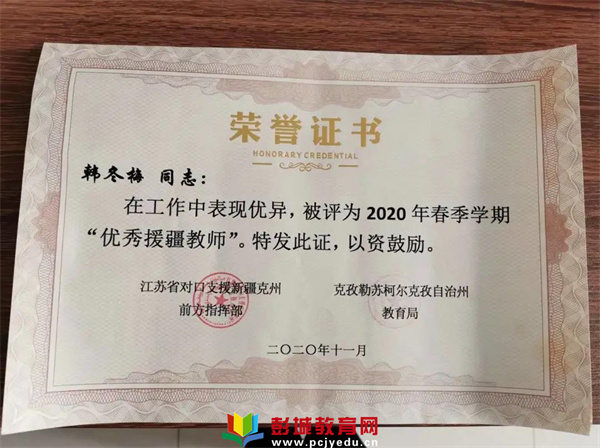 荣誉证书
HONORARY CREDENTIAL
韩冬梅 同志：
在工作中表现优异，被评为2020年春季学期
“优秀援疆教师”。特发此证，以资鼓励。
江苏省对口支援新疆克州
前方指挥部
克孜勒苏柯尔克孜自治州
教育局
二〇二〇年十一月
彭城教育网
www.pcjyedu.cn